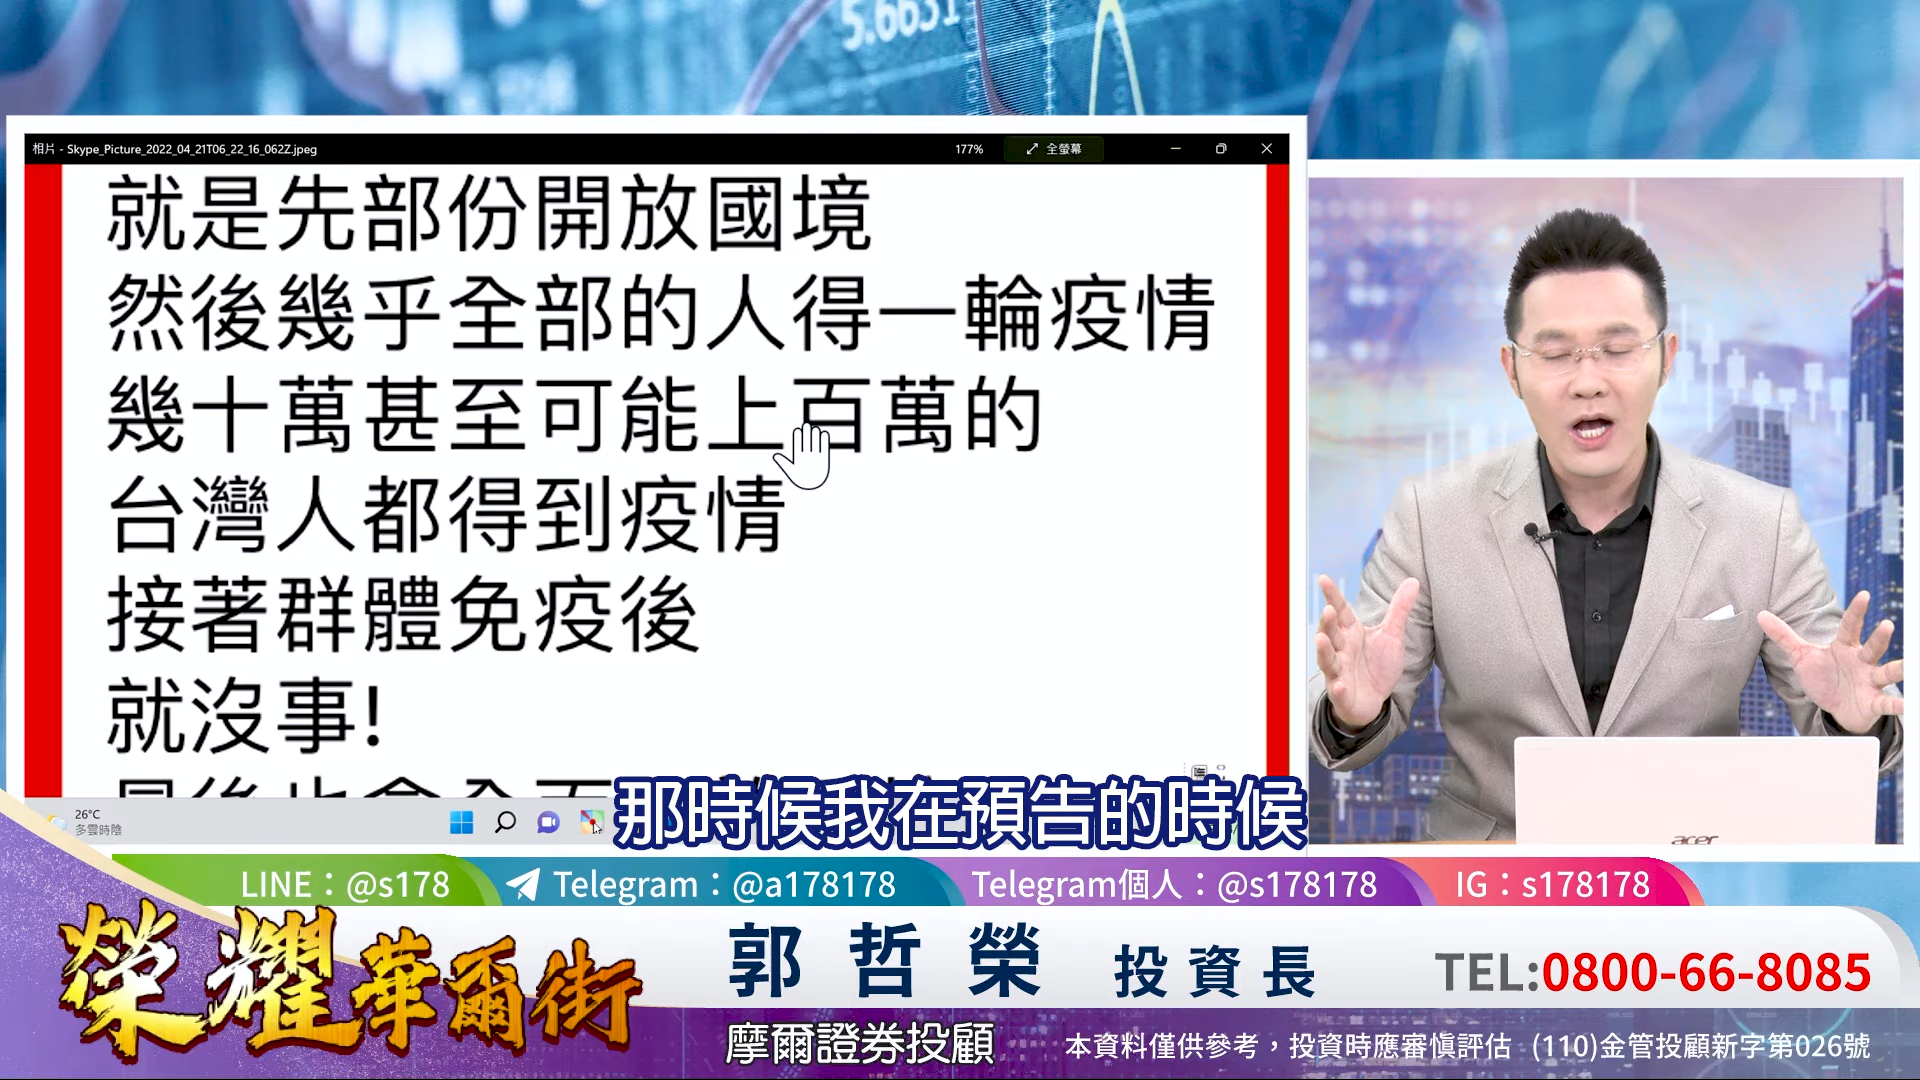 5.6631
相片 - Skype_Picture_2022_04_21T06_22_16_062Z.jpeg
177%
全螢幕
就是先部份開放國境
然後幾乎全部的人得一輪疫情
幾十萬甚至可能上百萬的
台灣人都得到疫情
接著群體免疫後
就沒事!
26°C
多雲時陰
那時候我在預告的時候
acer
LINE：@s178
Telegram：@a178178
Telegram個人：@s178178
IG：s178178
榮耀華爾街
郭哲榮 投資長
TEL:0800-66-8085
摩爾證券投顧
本資料僅供參考，投資時應審慎評估 (110)金管投顧新字第026號